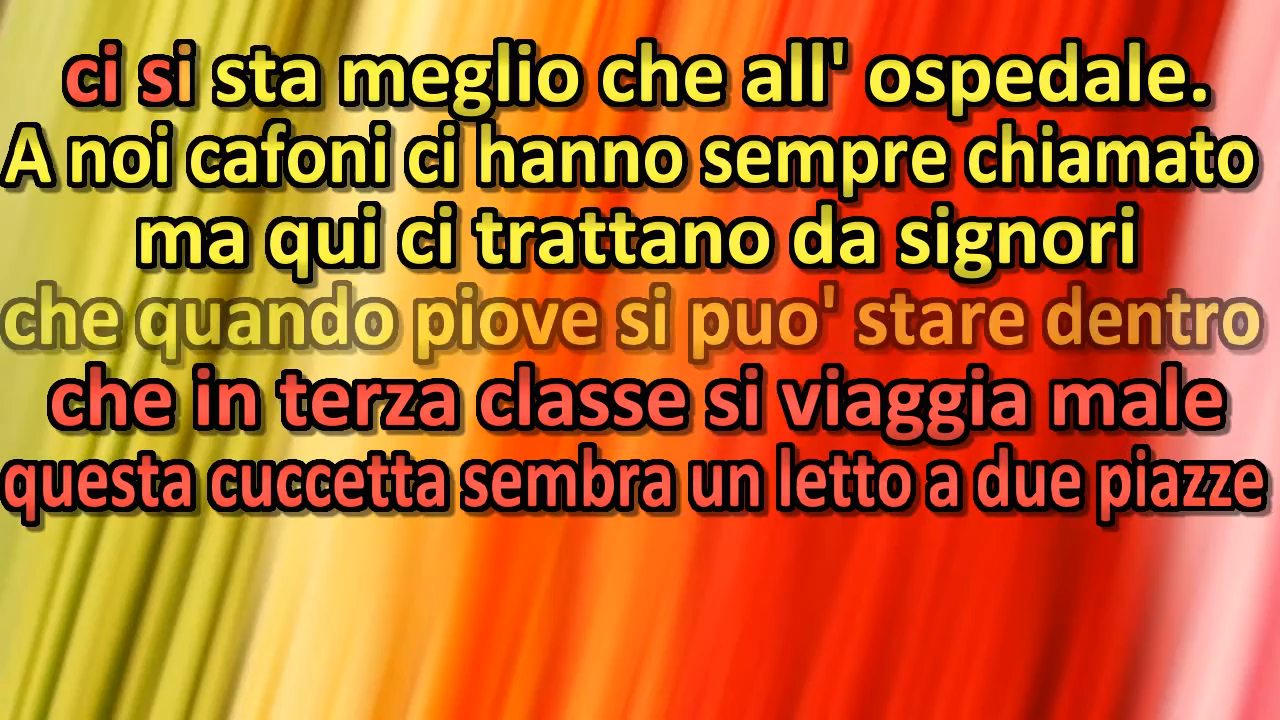 ci si sta meglio che all' ospedale.
A noi cafoni ci hanno sempre chiamato
ma qui ci trattano da signori
che quando piove si puo' stare dentro
che in terza classe si viaggia male
questa cuccetta sembra un letto a due piazze